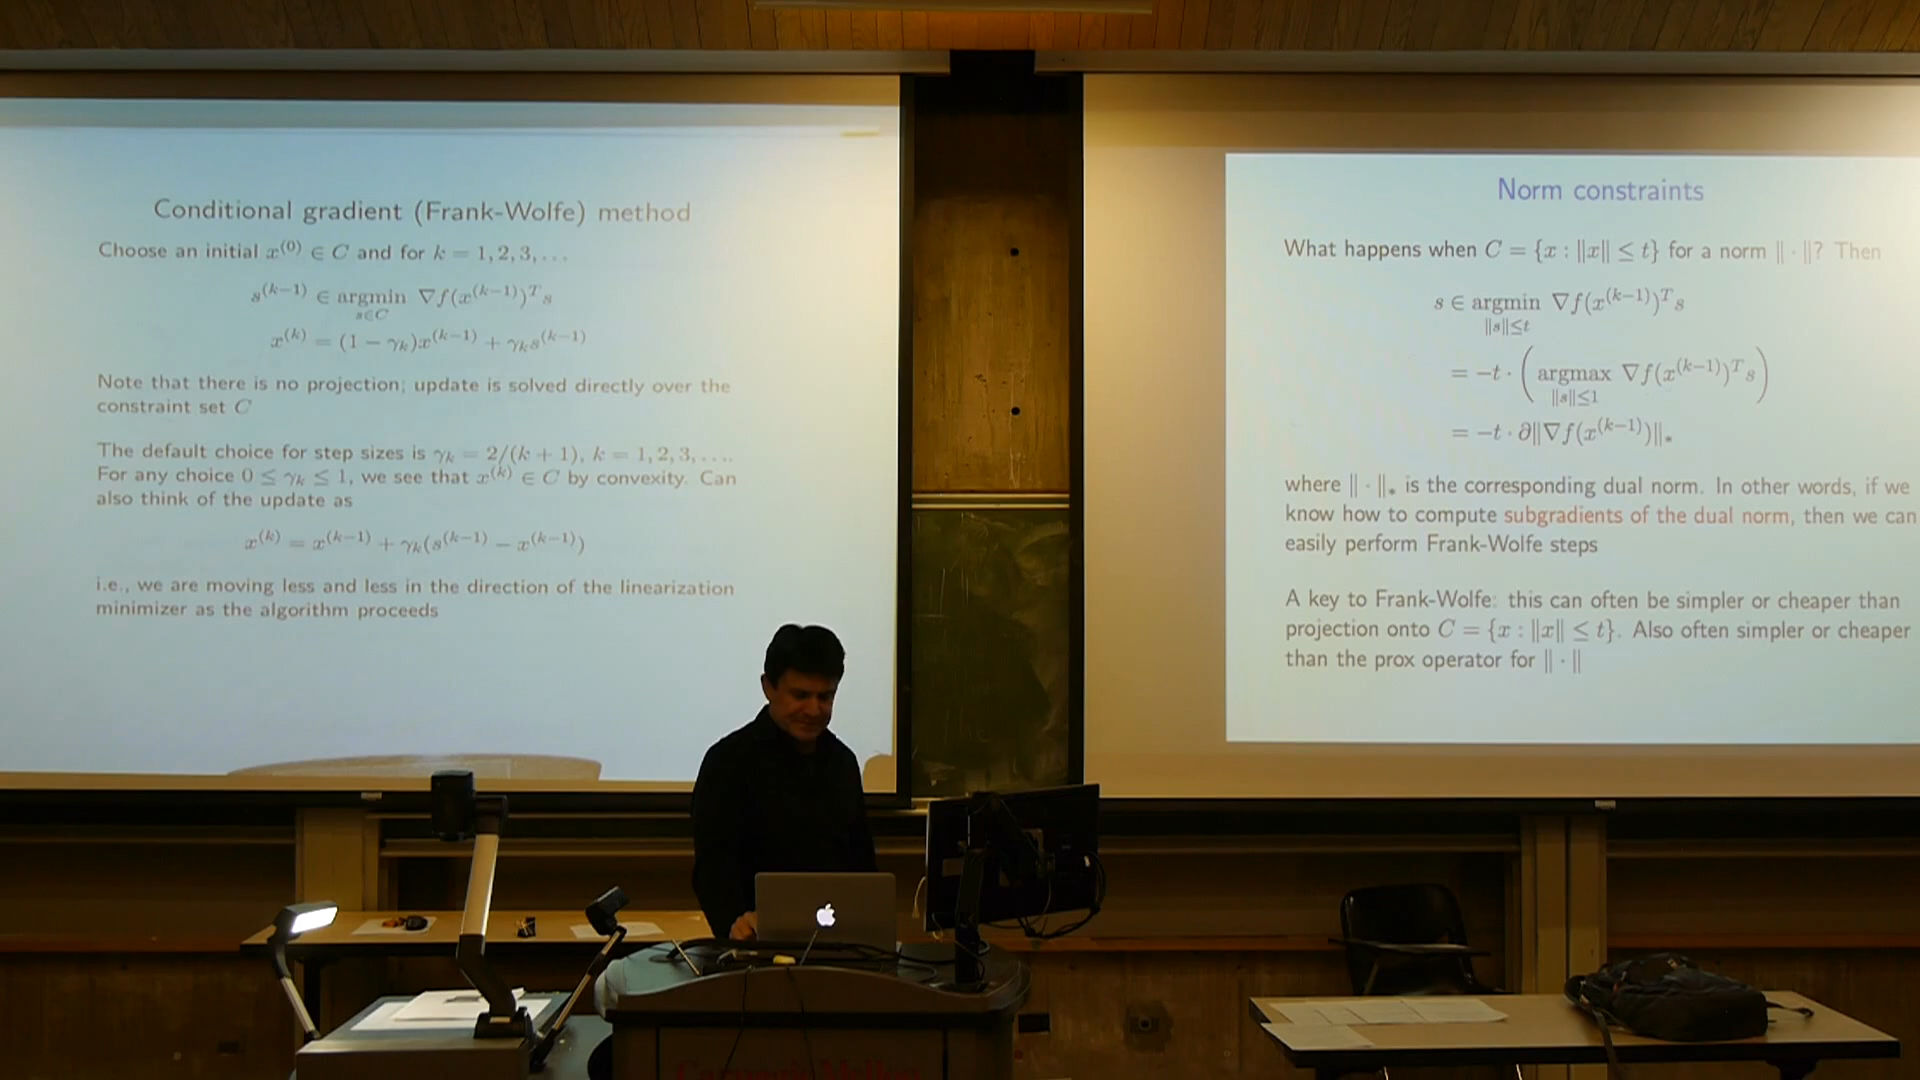 Conditional gradient (Frank-Wolfe) method
Choose an initial x^{(0)} ∈ C and for k = 1, 2, 3, . . .
s^{(k−1)} ∈ argmin_{s∈C} ∇f(x^{(k−1)})^T s
x^{(k)} = (1 − γ_k)x^{(k−1)} + γ_k s^{(k−1)}
Note that there is no projection; update is solved directly over the
constraint set C
The default choice for step sizes is γ_k = 2/(k + 1), k = 1, 2, 3, . . . .
For any choice 0 ≤ γ_k ≤ 1, we see that x^{(k)} ∈ C by convexity. Can
also think of the update as
x^{(k)} = x^{(k−1)} + γ_k(s^{(k−1)} − x^{(k−1)})
i.e., we are moving less and less in the direction of the linearization
minimizer as the algorithm proceeds
Norm constraints
What happens when C = {x : ‖x‖ ≤ t} for a norm ‖ · ‖? Then
s ∈ argmin_{‖s‖≤t} ∇f(x^{(k−1)})^T s
= −t · ( argmax_{‖s‖≤1} ∇f(x^{(k−1)})^T s )
= −t · ∂‖∇f(x^{(k−1)})‖_*
where ‖ · ‖_* is the corresponding dual norm. In other words, if we
know how to compute subgradients of the dual norm, then we can
easily perform Frank-Wolfe steps
A key to Frank-Wolfe: this can often be simpler or cheaper than
projection onto C = {x : ‖x‖ ≤ t}. Also often simpler or cheaper
than the prox operator for ‖ · ‖
Carnegie Mellon